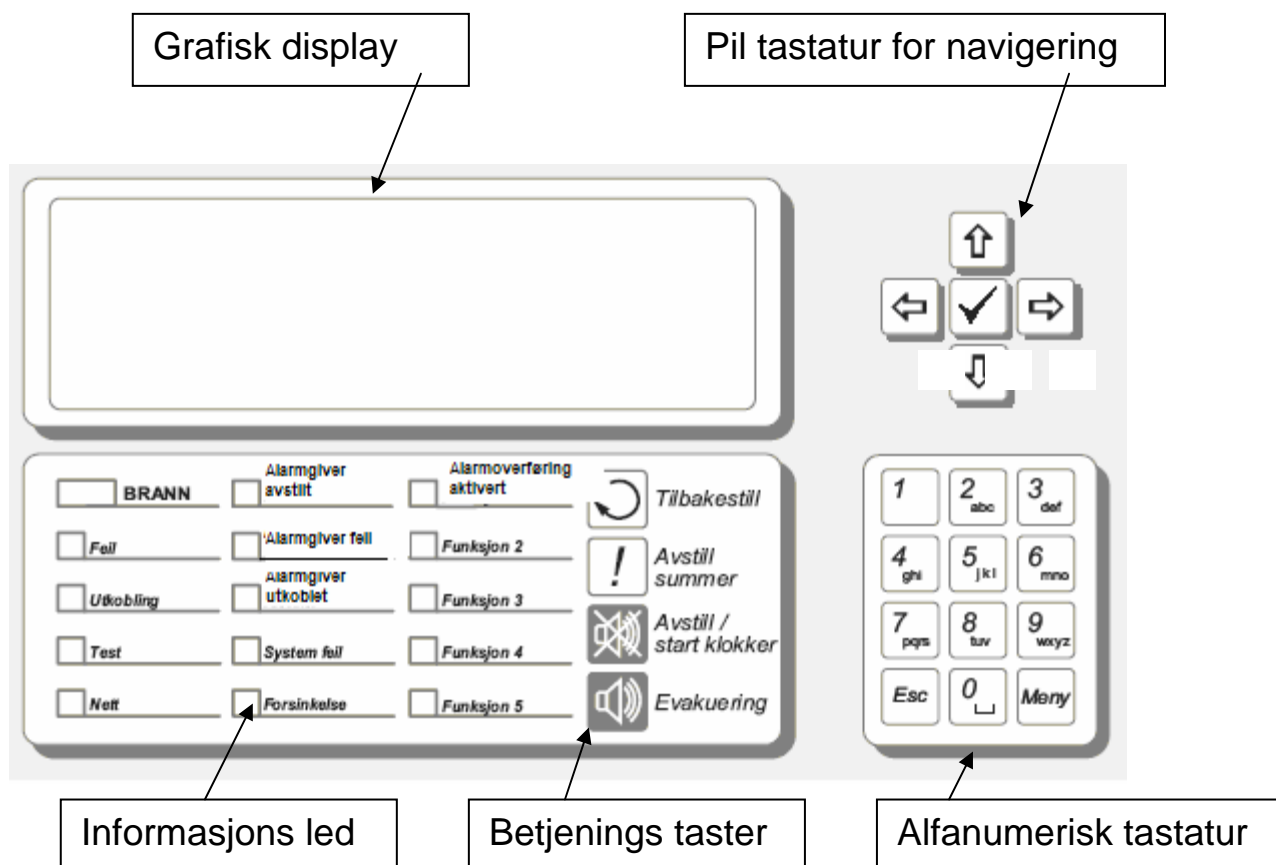 Grafisk display
Pil tastatur for navigering
BRANN
Feil
Utkobling
Test
Nett
Alarmgiver
avstilt
Alarmgiver feil
Alarmgiver
utkoblet
System feil
Forsinkelse
Alarmoverføring
aktivert
Funksjon 2
Funksjon 3
Funksjon 4
Funksjon 5
Tilbakestill
!
Avstill
summer
Avstill /
start klokker
Evakuering
1
2 abc
3 def
4 ghi
5 jkl
6 mno
7 pqrs
8 tuv
9 wxyz
Esc
0
Meny
Informasjons led
Betjenings taster
Alfanumerisk tastatur